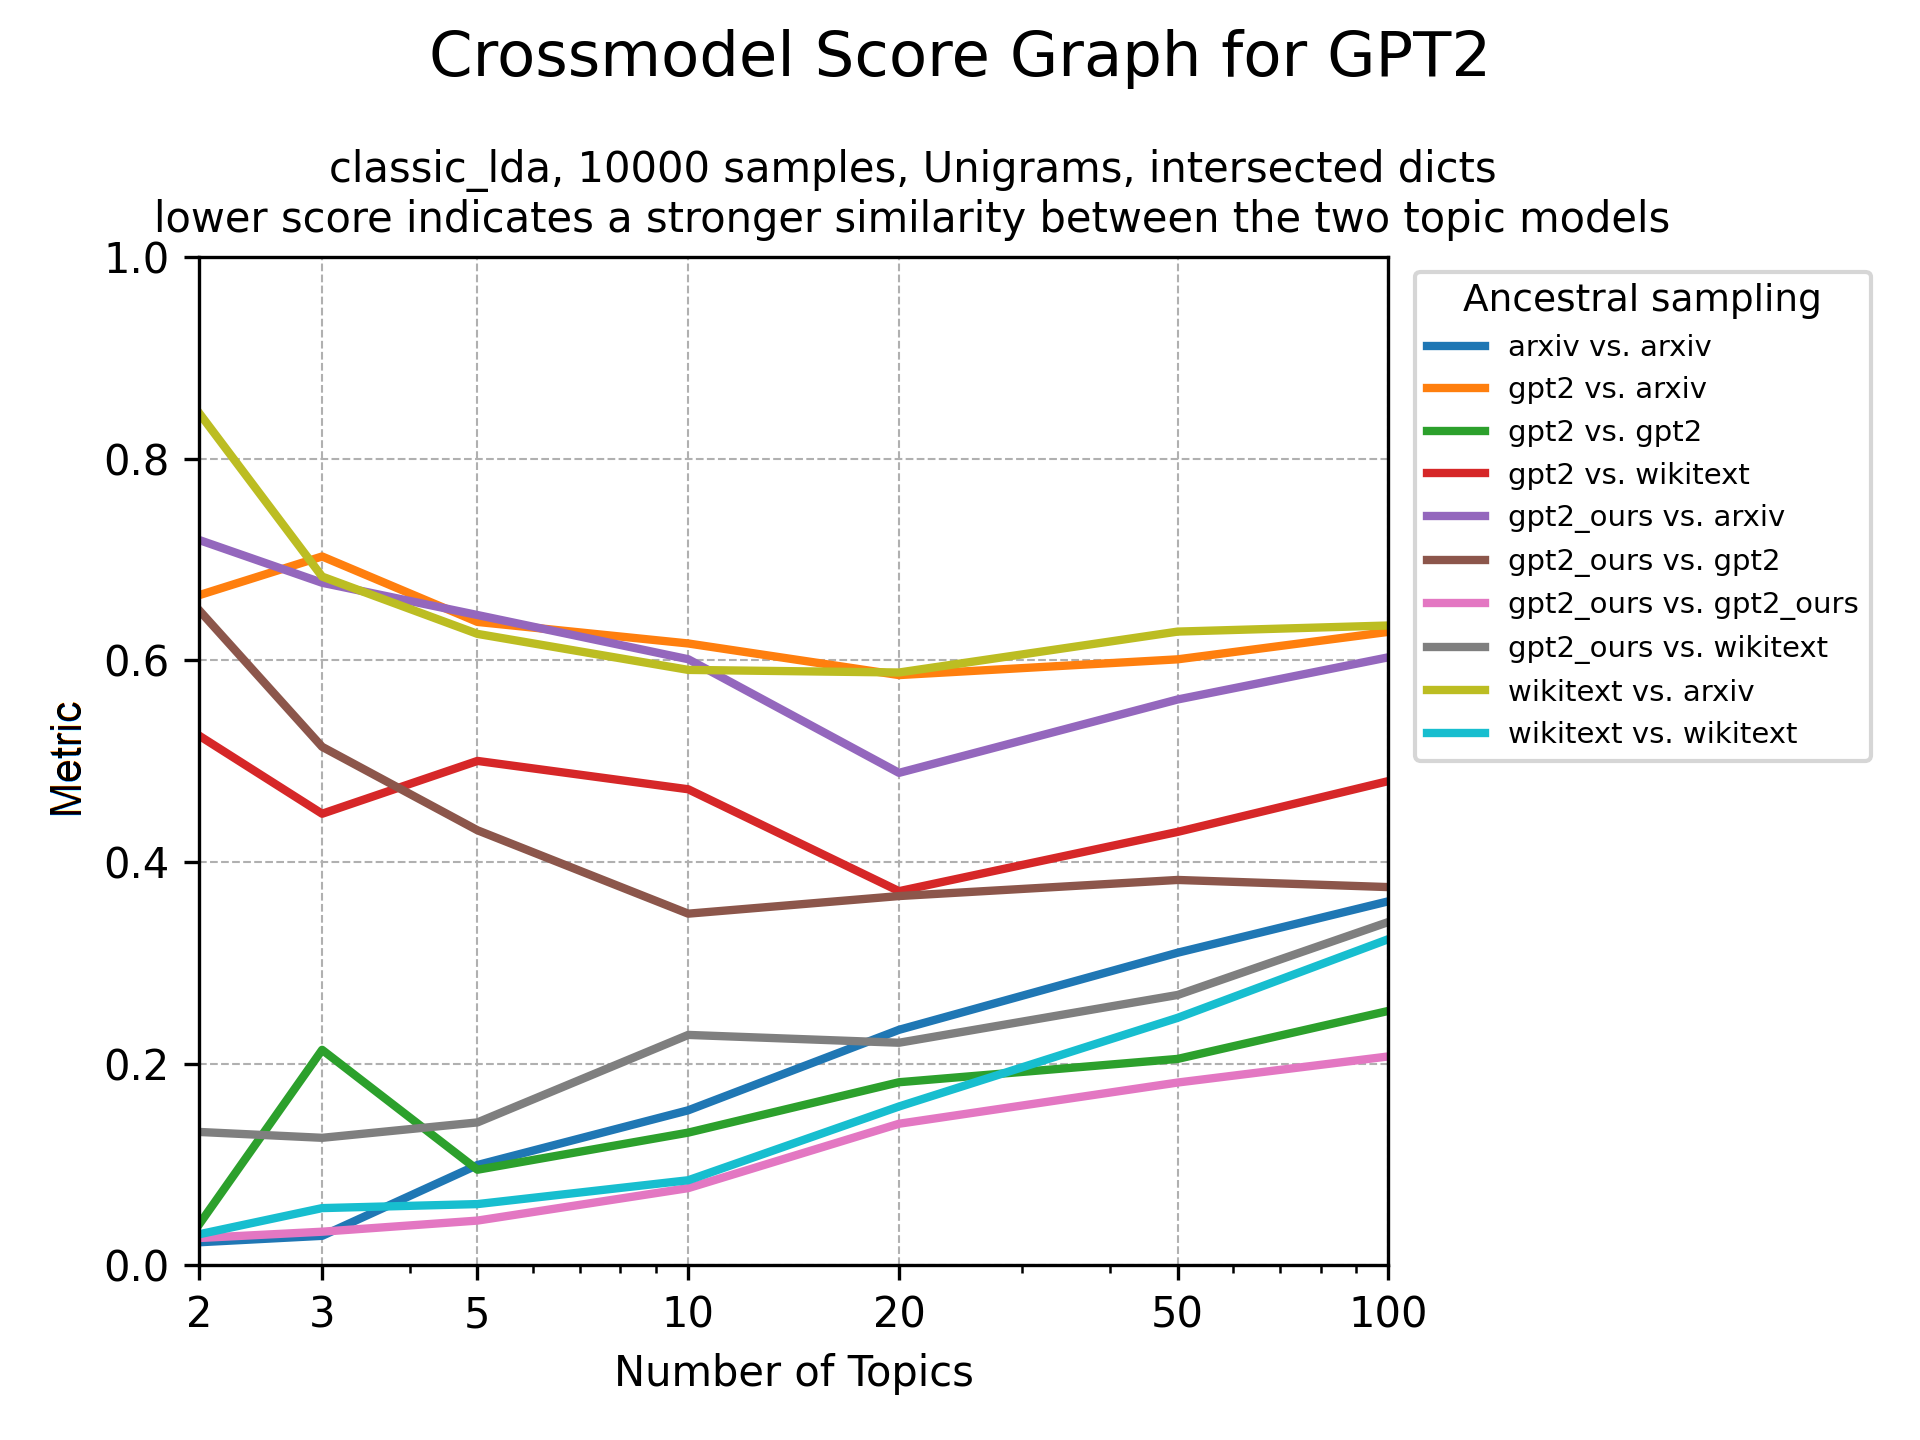 Crossmodel Score Graph for GPT2
classic_lda, 10000 samples, Unigrams, intersected dicts
lower score indicates a stronger similarity between the two topic models
1.0
0.8
0.6
0.4
0.2
0.0
Metric
2 3 5 10 20 50 100
Number of Topics
Ancestral sampling
arxiv vs. arxiv
gpt2 vs. arxiv
gpt2 vs. gpt2
gpt2 vs. wikitext
gpt2_ours vs. arxiv
gpt2_ours vs. gpt2
gpt2_ours vs. gpt2_ours
gpt2_ours vs. wikitext
wikitext vs. arxiv
wikitext vs. wikitext